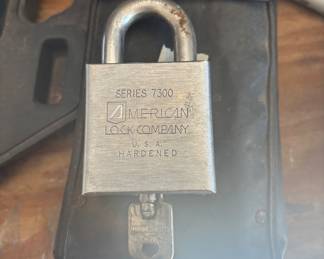 SERIES 7300
AMERICAN
LOCK COMPANY
U. S. A.
HARDENED